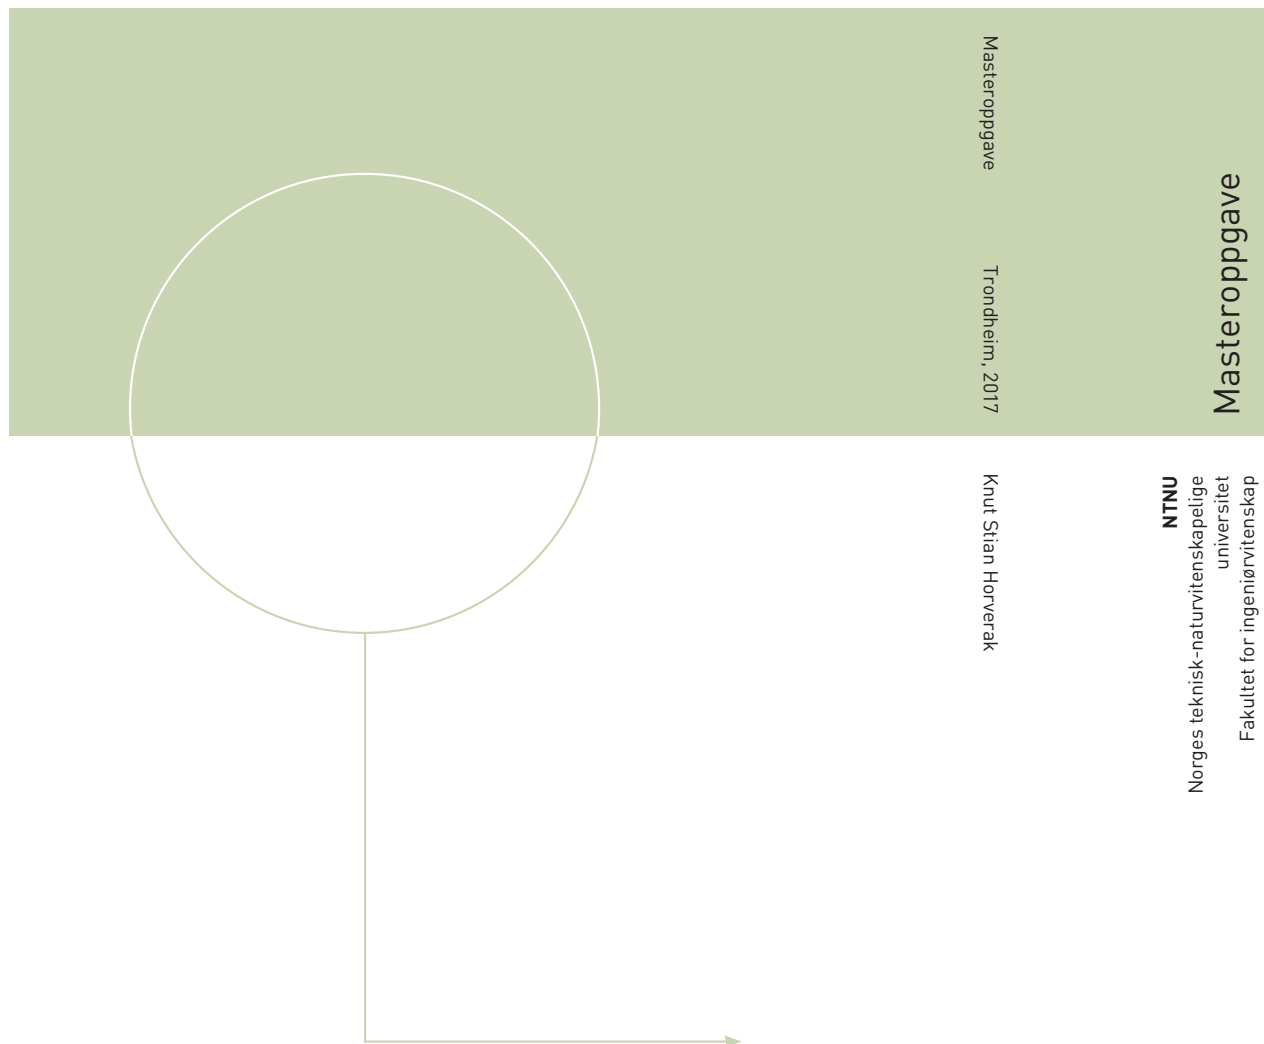 Masteroppgave
Trondheim, 2017
Knut Stian Horverak
Masteroppgave
NTNU
Norges teknisk-naturvitenskapelige
universitet
Fakultet for ingeniørvitenskap